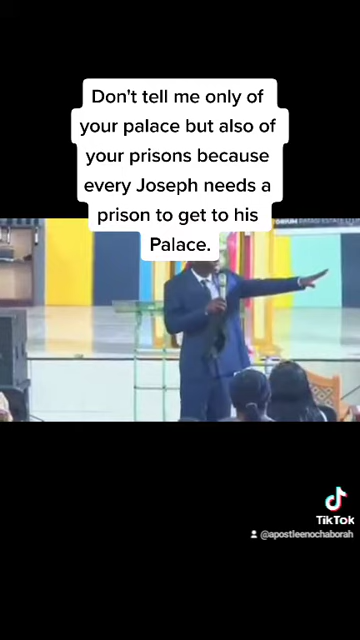 Don't tell me only of
your palace but also of
your prisons because
every Joseph needs a
prison to get to his
Palace.
TikTok
@apostleenochaborah